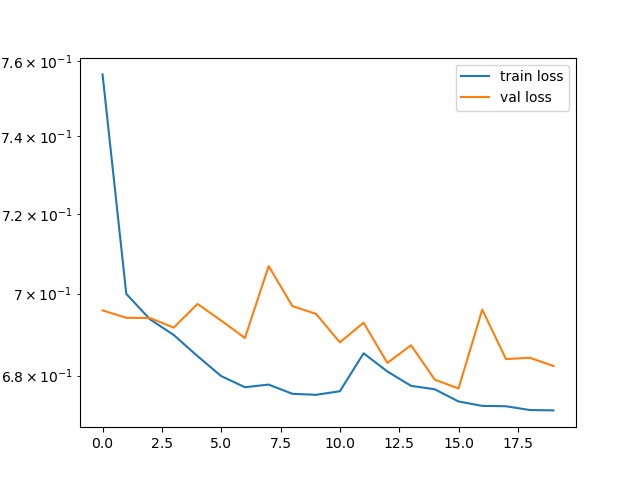 7.6 × 10⁻¹
7.4 × 10⁻¹
7.2 × 10⁻¹
7 × 10⁻¹
6.8 × 10⁻¹
train loss
val loss
0.0 2.5 5.0 7.5 10.0 12.5 15.0 17.5